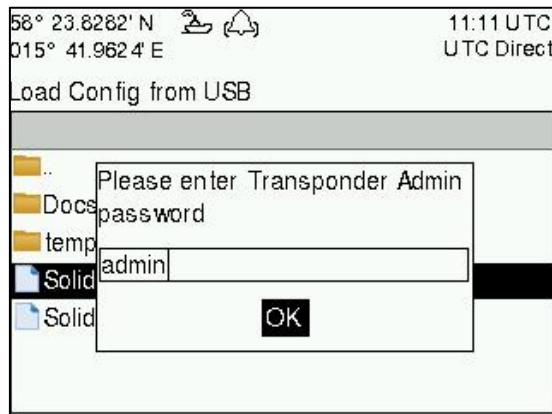 58° 23.8282' N
11:11 UTC
015° 41.9624' E
UTC Direct
Load Config from USB
..
Please enter Transponder Admin
Docs
password
temp
admin
Solid
Solid
OK